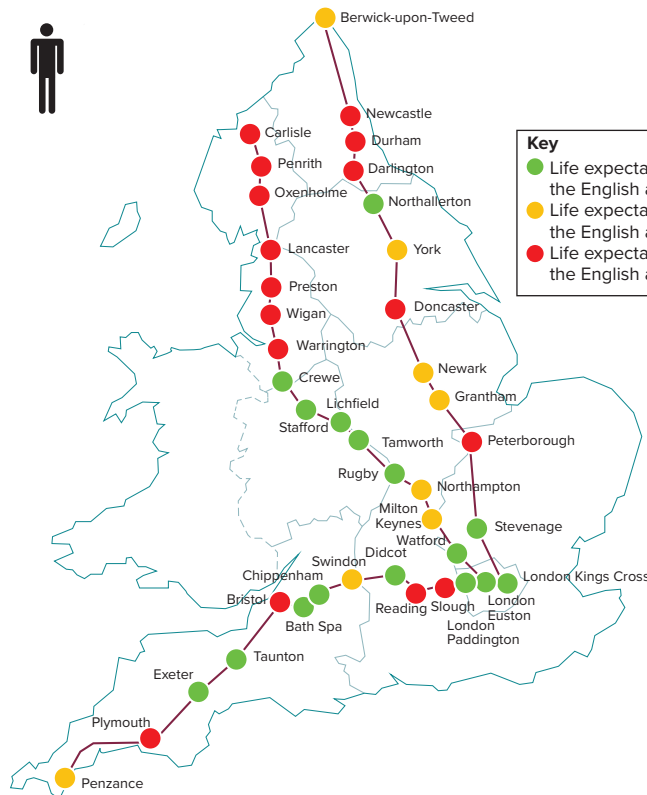 Berwick-upon-Tweed
Newcastle
Carlisle
Durham
Penrith
Darlington
Oxenholme
Northallerton
Key
Life expecta
the English a
Life expecta
the English a
Life expecta
the English a
Lancaster
York
Preston
Doncaster
Wigan
Warrington
Crewe
Newark
Grantham
Lichfield
Stafford
Tamworth
Peterborough
Rugby
Northampton
Milton
Keynes
Stevenage
Watford
Didcot
Swindon
Chippenham
London Kings Cross
Bristol
Bath Spa
Reading
Slough
London
Euston
London
Paddington
Taunton
Exeter
Plymouth
Penzance